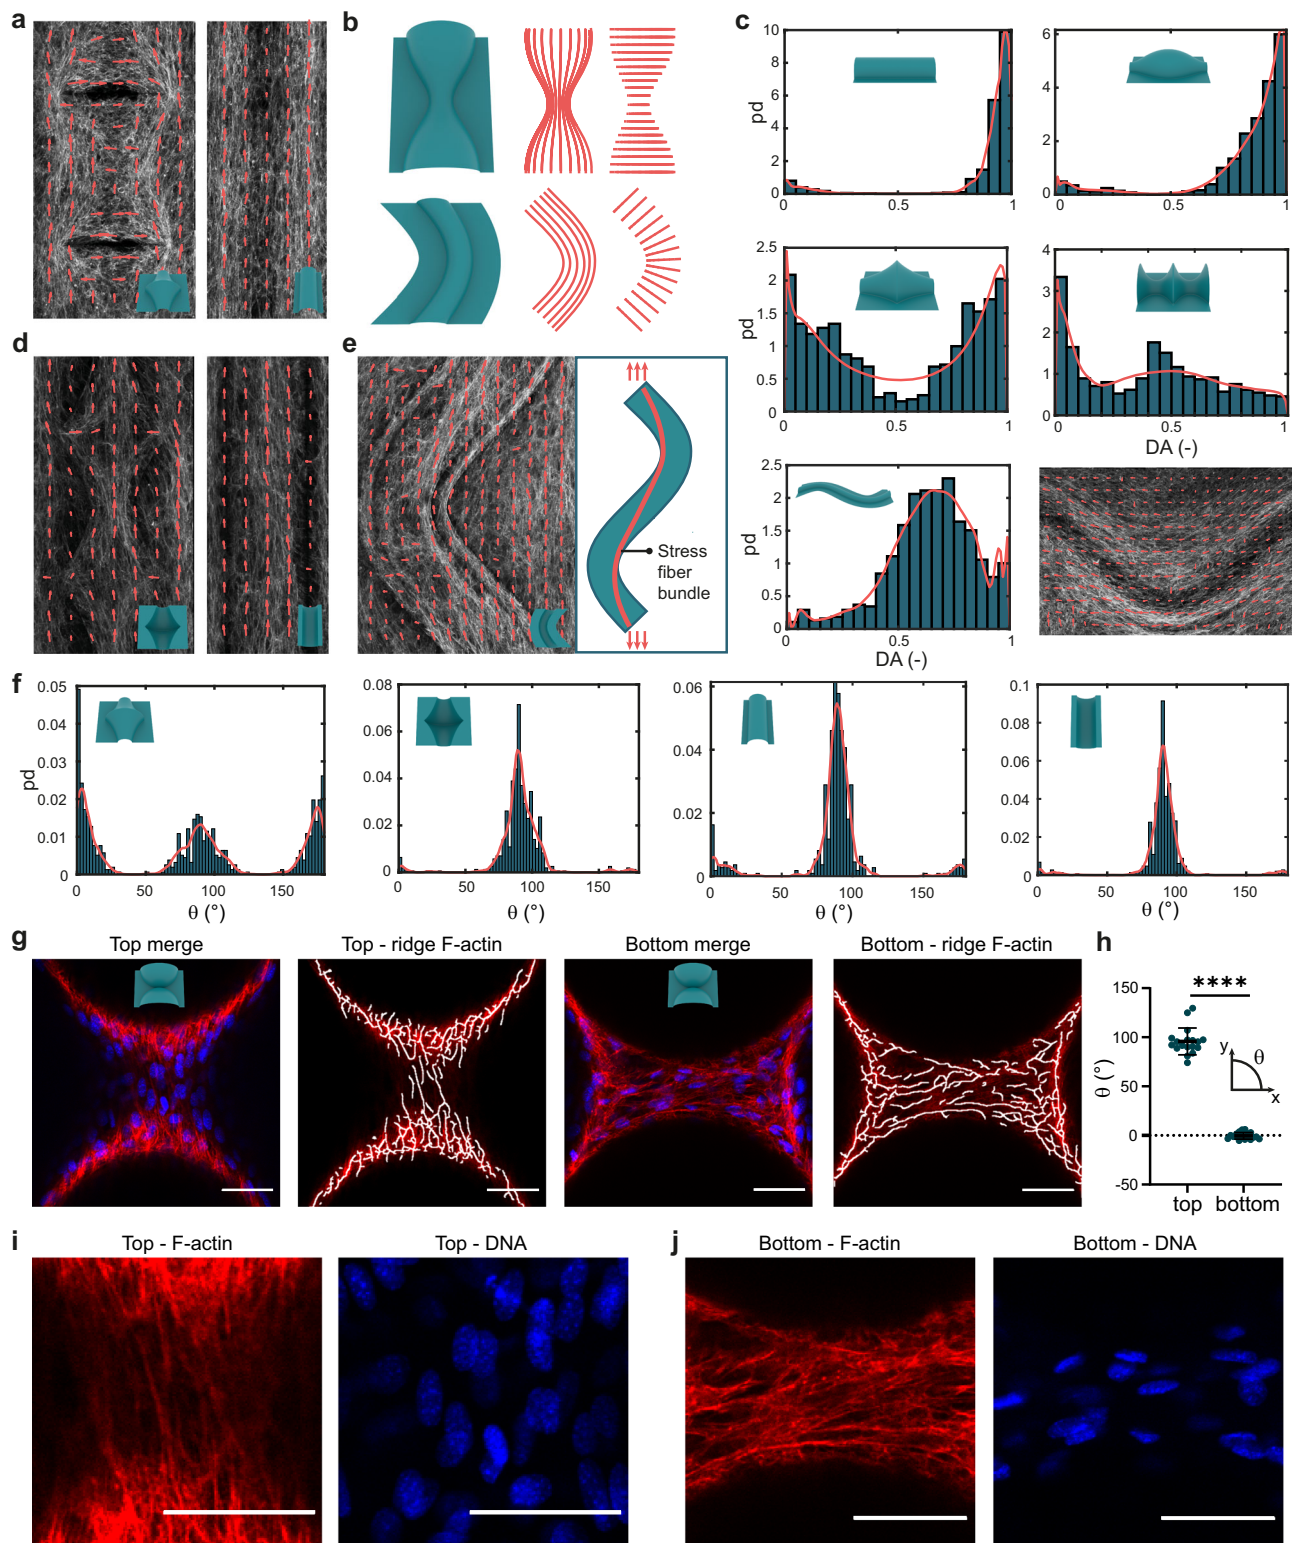 a
b
c
10
8
6
4
2
0
pd
0
0.5
1
6
4
2
0
0
0.5
1
2.5
2
1.5
1
0.5
0
pd
0
0.5
1
4
3
2
1
0
0
0.5
1
DA (-)
d
e
Stress
fiber
bundle
2.5
2
1.5
1
0.5
0
pd
0
0.5
1
DA (-)
f
0.05
0.04
0.03
0.02
0.01
0
pd
0
50
100
150
θ (°)
0.08
0.06
0.04
0.02
0
0
50
100
150
θ (°)
0.06
0.04
0.02
0
0
50
100
150
θ (°)
0.1
0.08
0.06
0.04
0.02
0
0
50
100
150
θ (°)
g
Top merge
Top - ridge F-actin
Bottom merge
Bottom - ridge F-actin
h
150
100
50
0
-50
θ (°)
****
y
θ
x
top
bottom
i
Top - F-actin
Top - DNA
j
Bottom - F-actin
Bottom - DNA